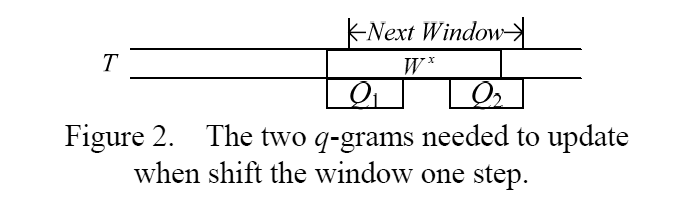 Next Window
T
W^x
Q1 Q2
Figure 2. The two q-grams needed to update
when shift the window one step.